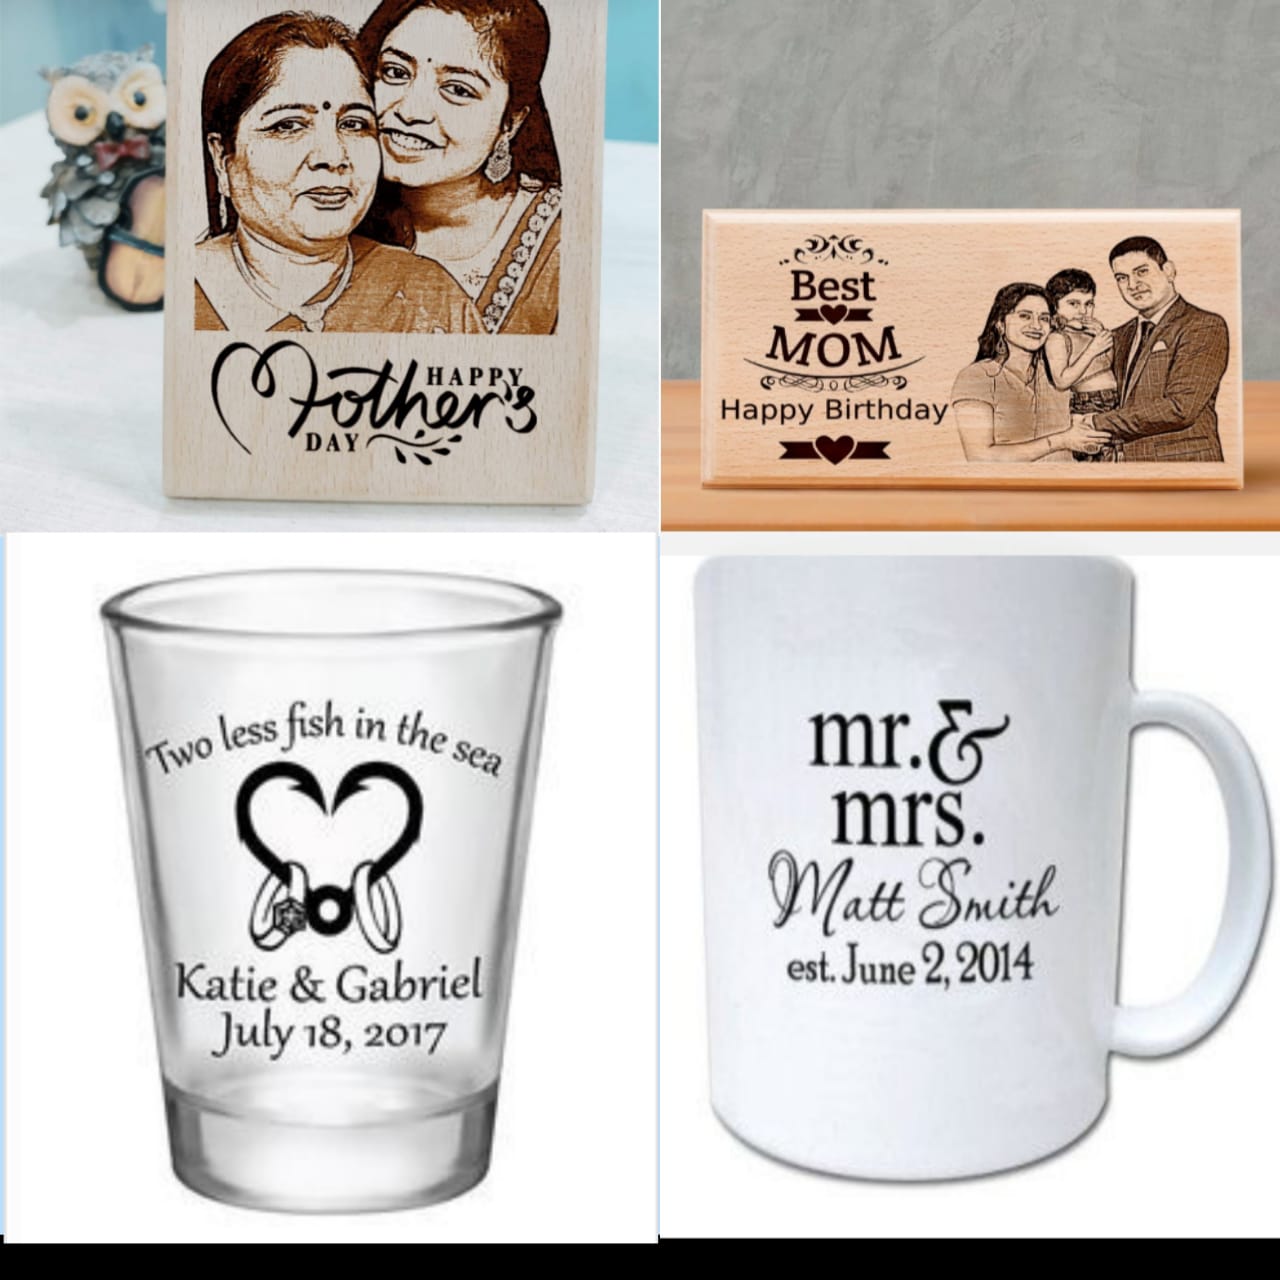 HAPPY
Mother's
DAY
Best
MOM
Happy Birthday
Two less fish in the sea
Katie & Gabriel
July 18, 2017
mr.&
mrs.
Matt Smith
est. June 2, 2014